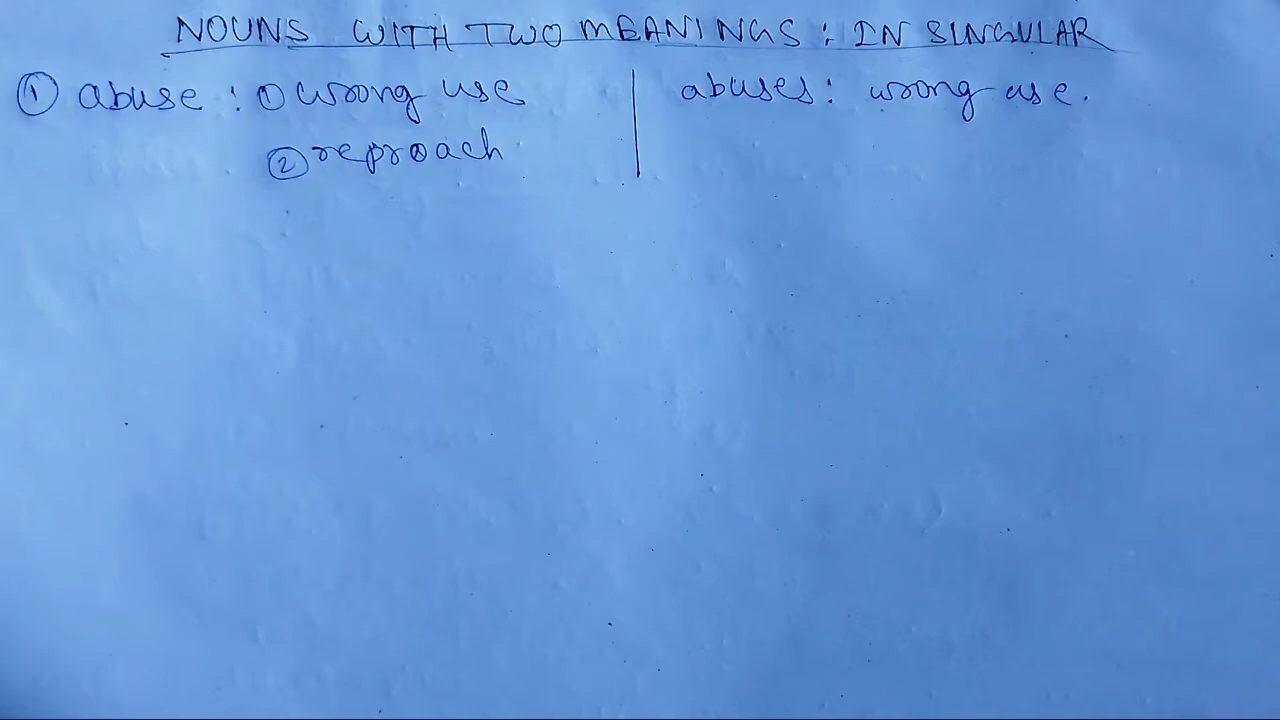 NOUNS WITH TWO MEANINGS : IN SINGULAR
① abuse : ① wrong use | abuses : wrong use.
② reproach